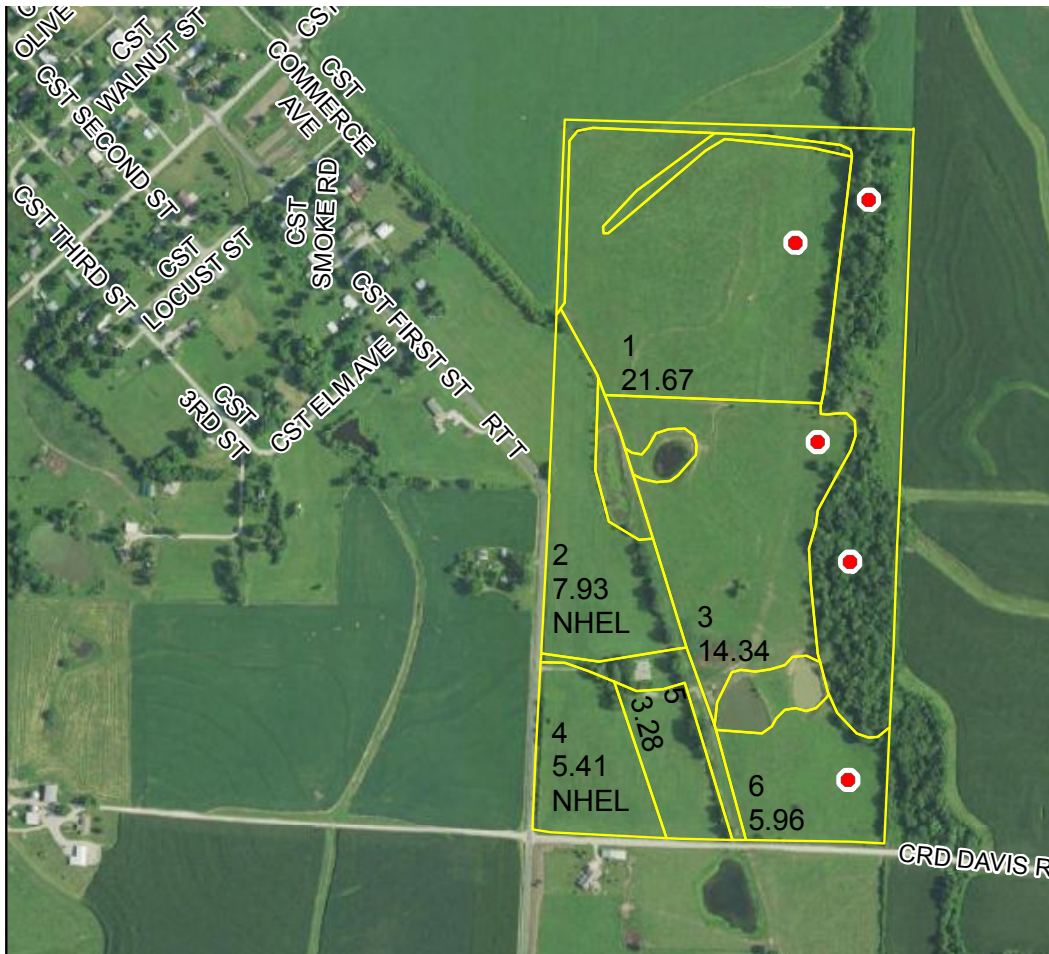 C
OLIVE
CST
WALNUT ST
CST
CST
COMMERCE
AVE
CST
CST SECOND ST
CST
SMOKE RD
CST THIRD ST
CST
LOCUST ST
CST FIRST ST
CST ELM AVE
CST
3RD ST
RT T
1
21.67
2
7.93
NHEL
3
14.34
4
5.41
NHEL
5
3.28
6
5.96
CRD DAVIS R